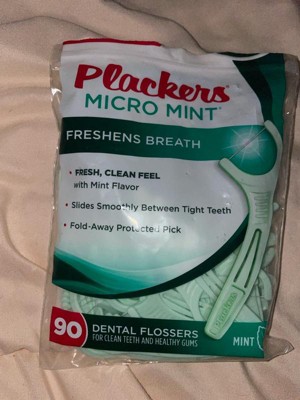 Plackers
MICRO MINT
FRESHENS BREATH
• FRESH, CLEAN FEEL
with Mint Flavor
• Slides Smoothly Between Tight Teeth
• Fold-Away Protected Pick
90 DENTAL FLOSSERS
FOR CLEAN TEETH AND HEALTHY GUMS
MINT